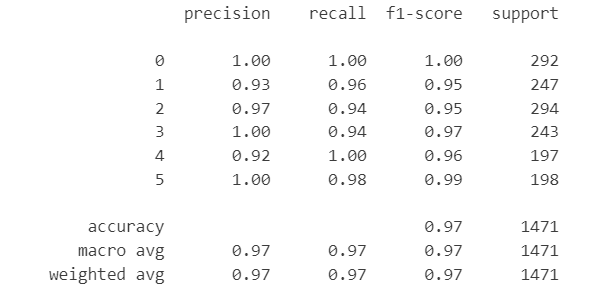 precision recall f1-score support
0 1.00 1.00 1.00 292
1 0.93 0.96 0.95 247
2 0.97 0.94 0.95 294
3 1.00 0.94 0.97 243
4 0.92 1.00 0.96 197
5 1.00 0.98 0.99 198
accuracy 0.97 1471
macro avg 0.97 0.97 0.97 1471
weighted avg 0.97 0.97 0.97 1471